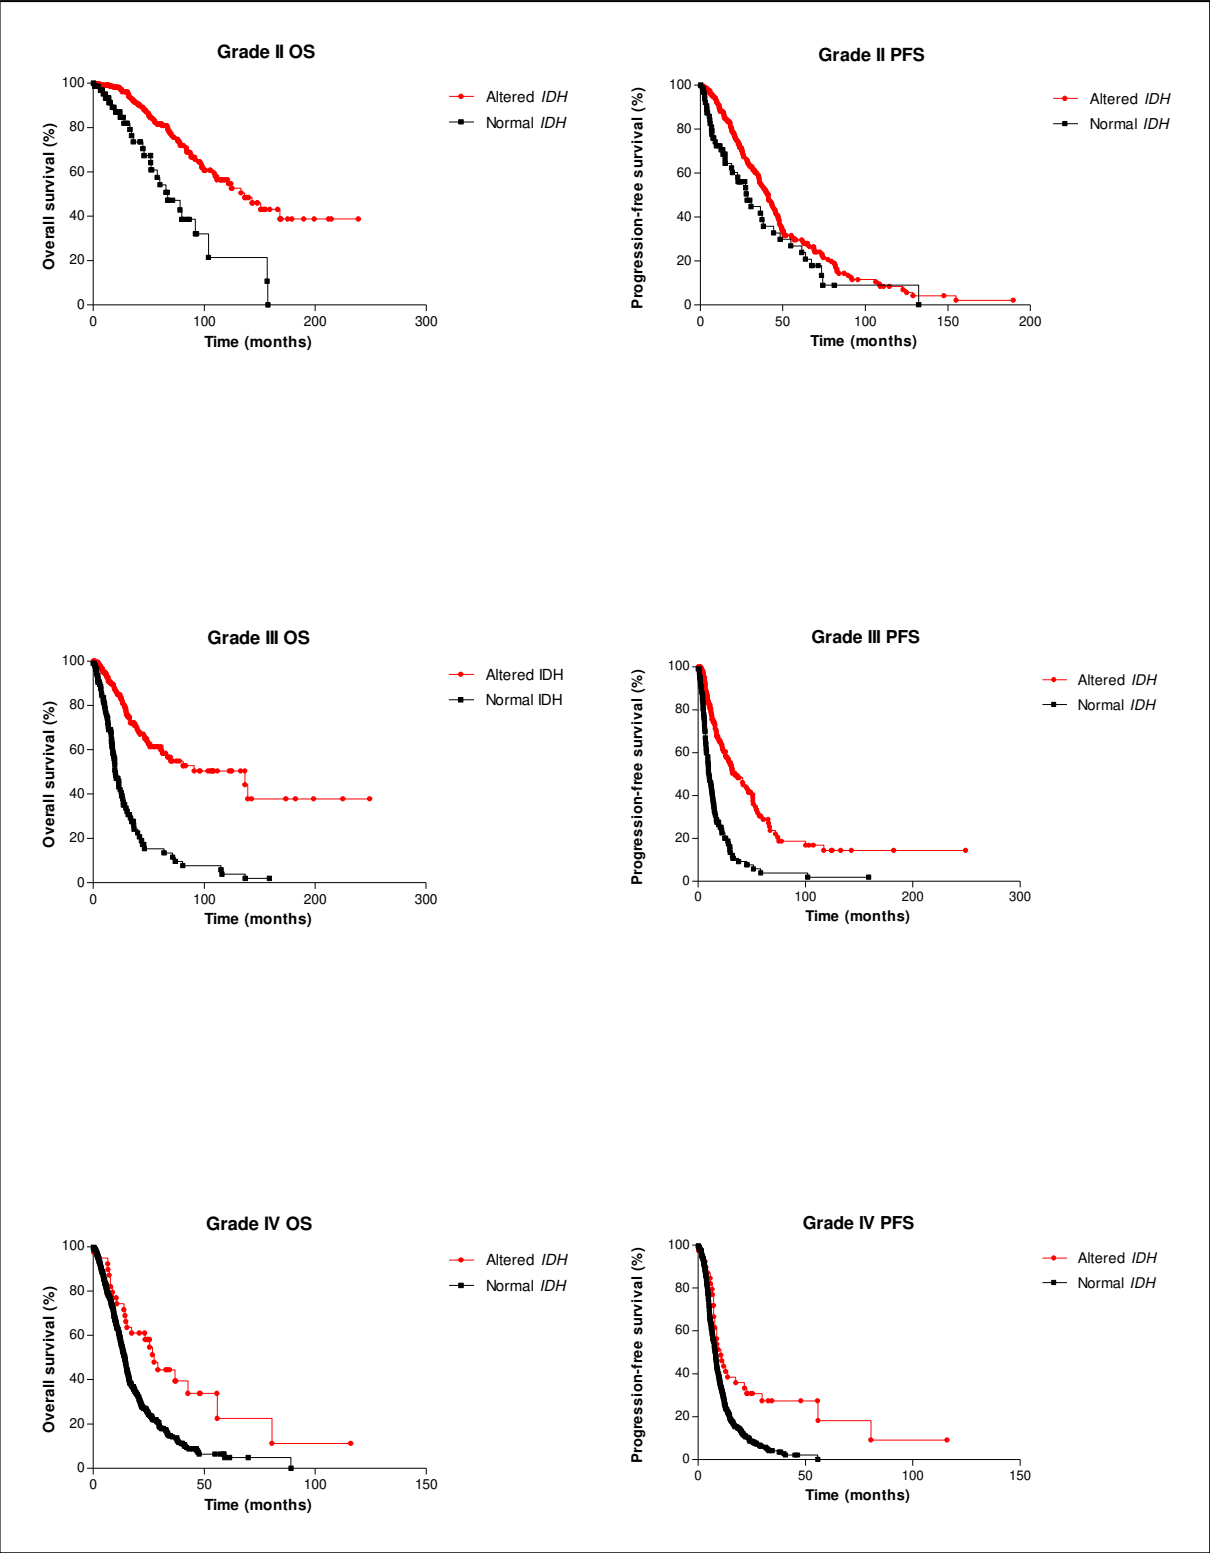 Grade II OS
Overall survival (%)
100
80
60
40
20
0
0 100 200 300
Time (months)
Altered IDH
Normal IDH
Grade II PFS
Progression-free survival (%)
100
80
60
40
20
0
0 50 100 150 200
Time (months)
Altered IDH
Normal IDH
Grade III OS
Overall survival (%)
100
80
60
40
20
0
0 100 200 300
Time (months)
Altered IDH
Normal IDH
Grade III PFS
Progression-free survival (%)
100
80
60
40
20
0
0 100 200 300
Time (months)
Altered IDH
Normal IDH
Grade IV OS
Overall survival (%)
100
80
60
40
20
0
0 50 100 150
Time (months)
Altered IDH
Normal IDH
Grade IV PFS
Progression-free survival (%)
100
80
60
40
20
0
0 50 100 150
Time (months)
Altered IDH
Normal IDH